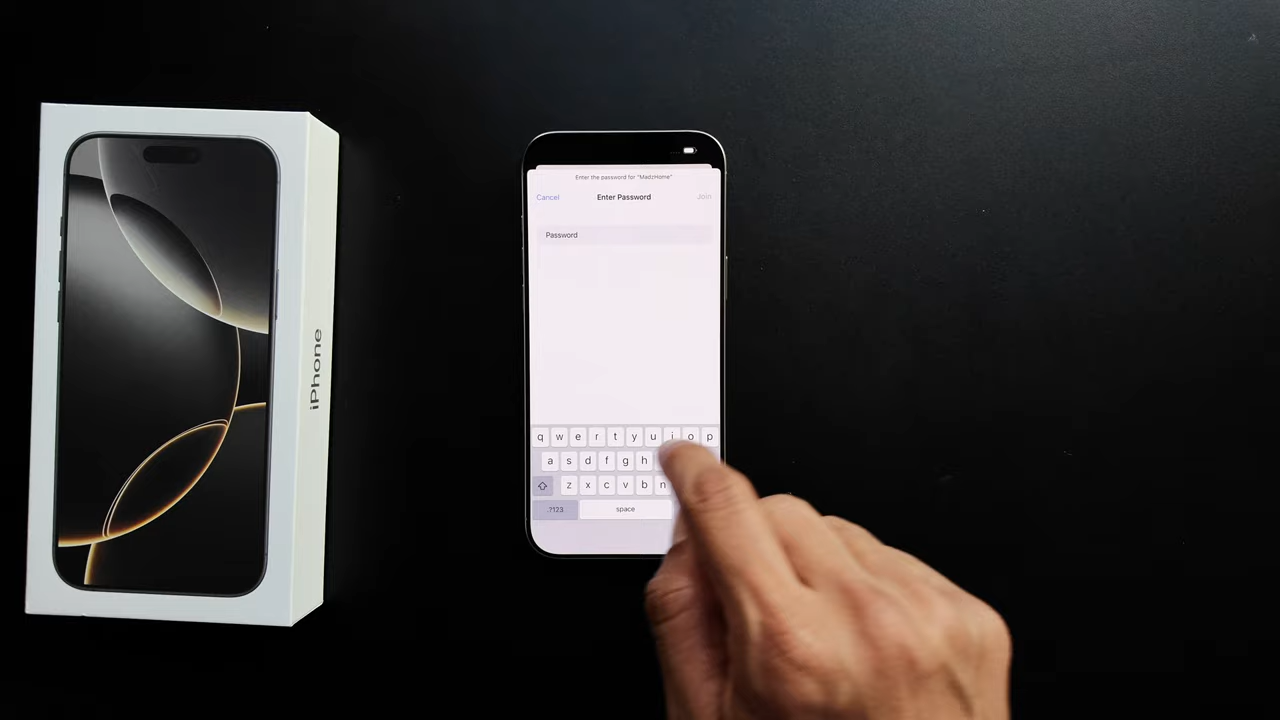 iPhone
Enter the password for "MadzHome"
Cancel Enter Password Join
Password
q w e r t y u i o p
a s d f g h
z x c v b n
.?123 space